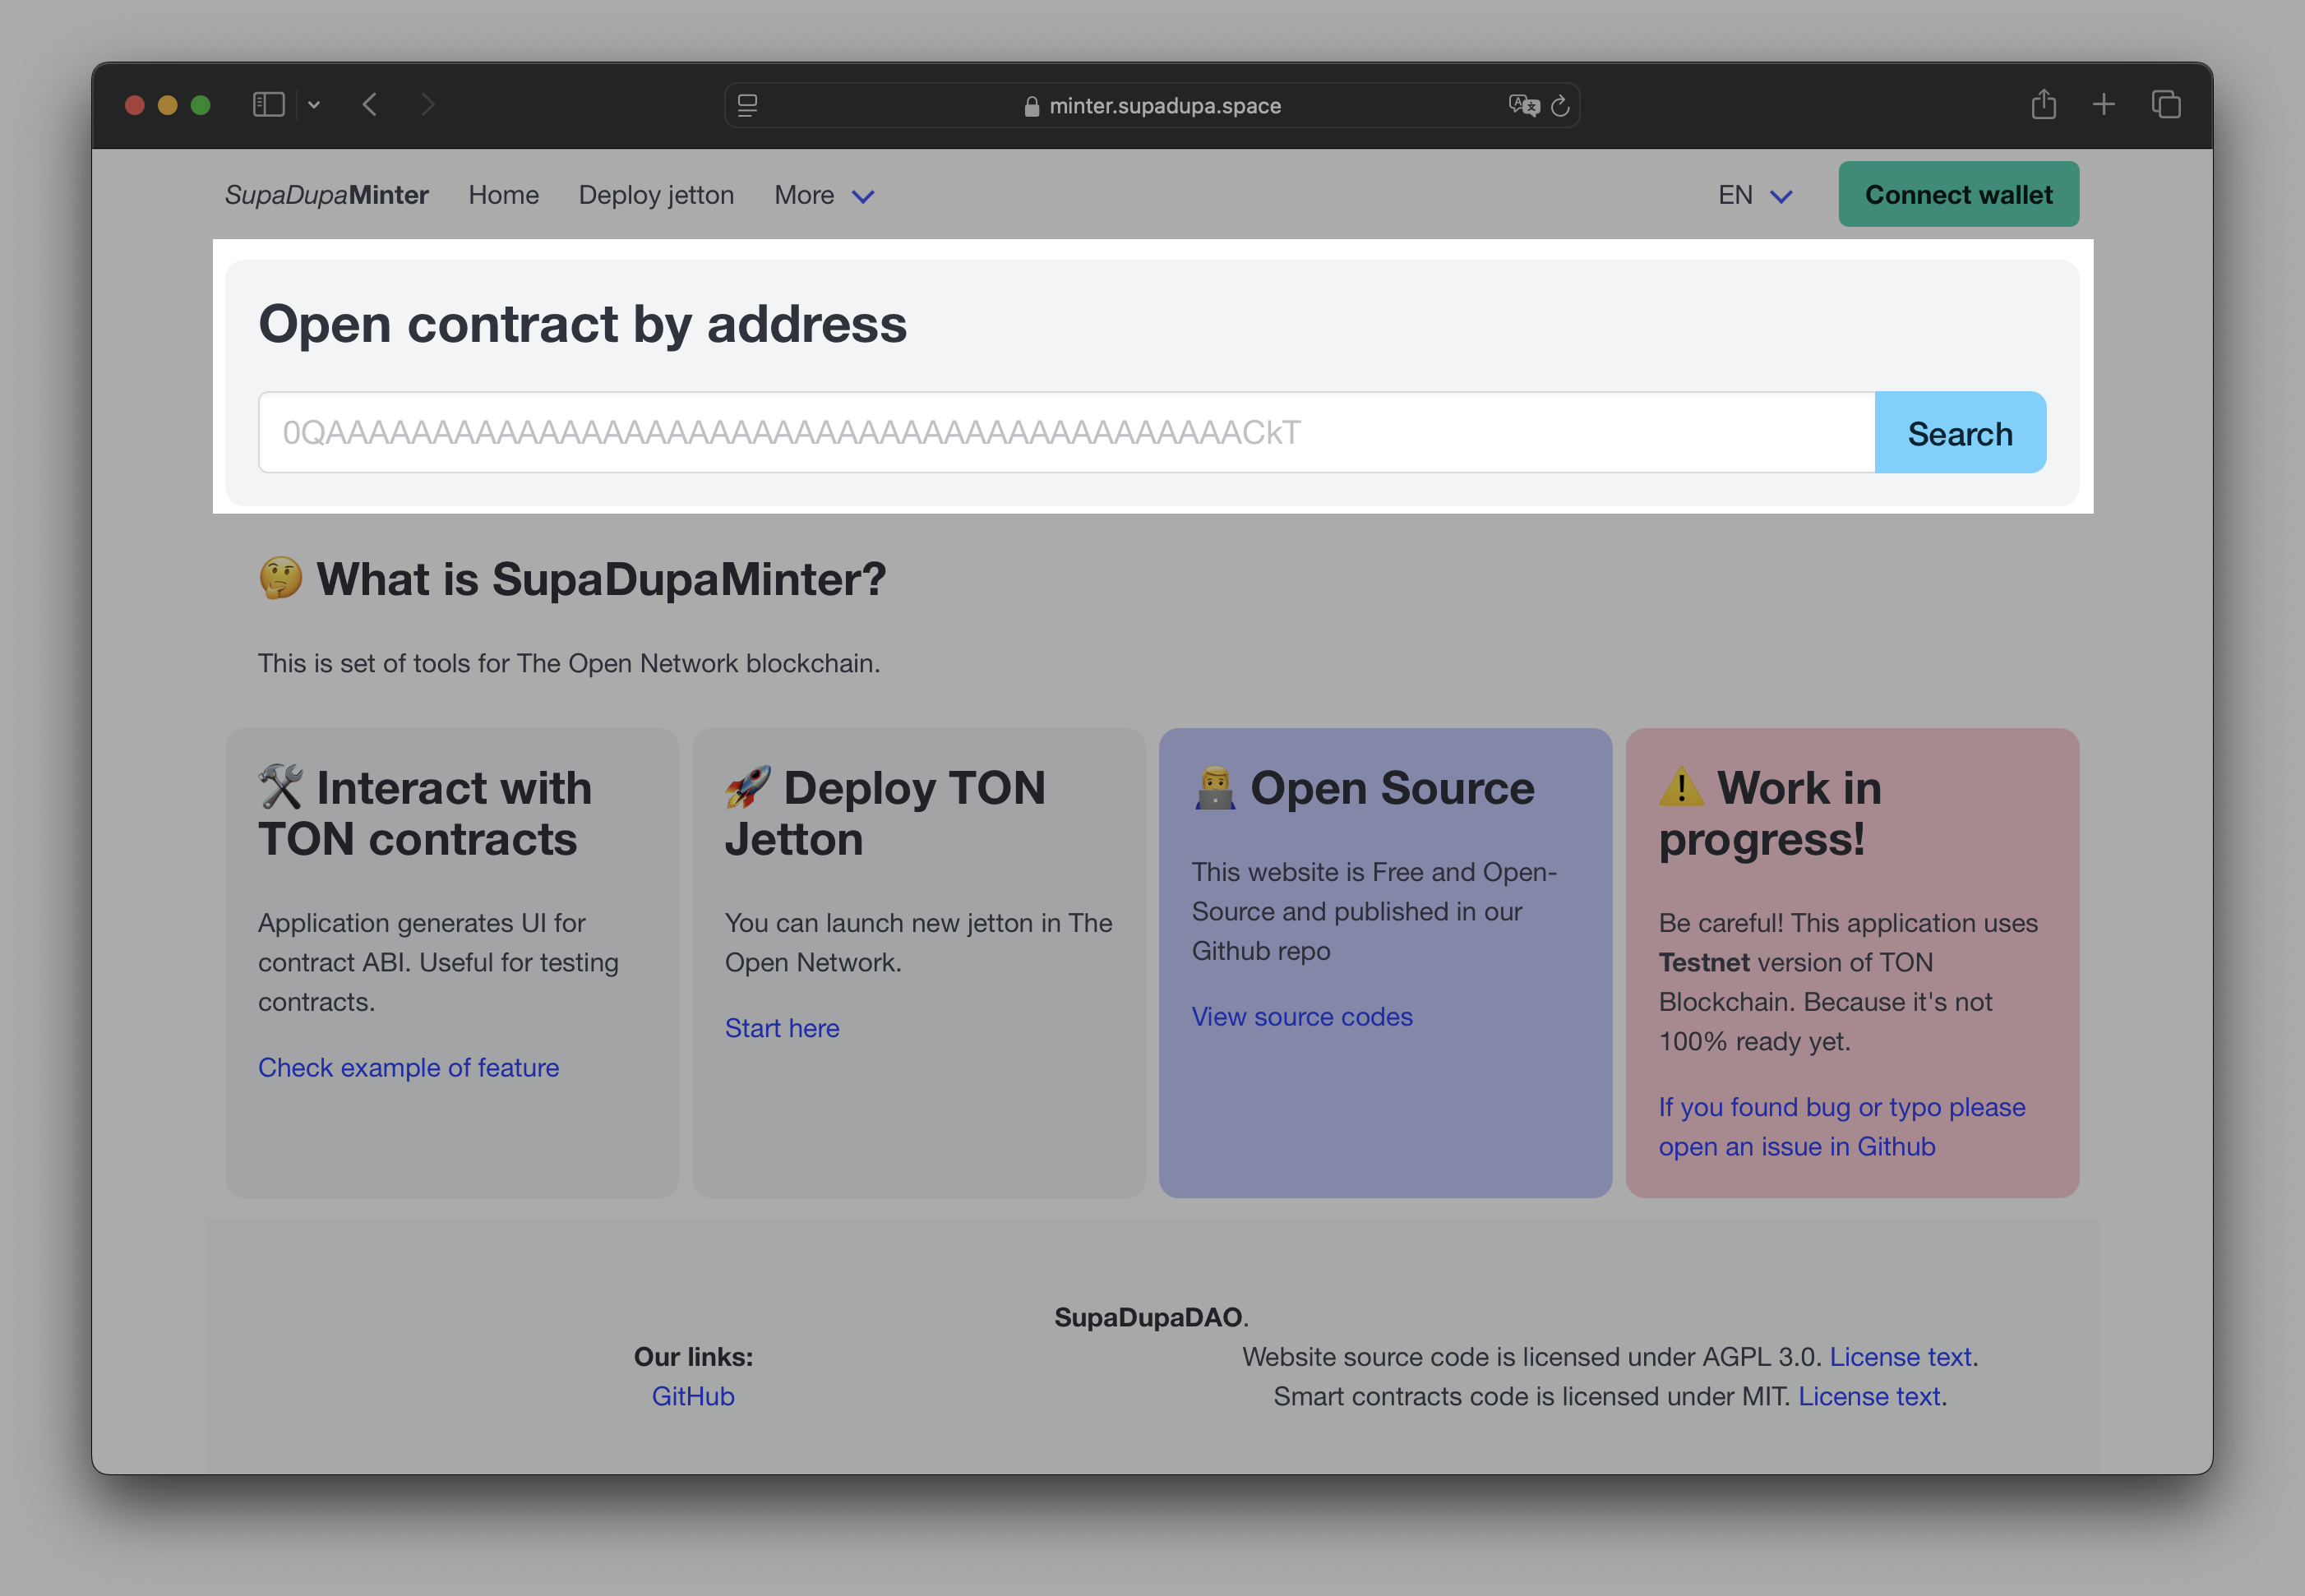 minter.supadupa.space
SupaDupaMinter Home Deploy jetton More EN Connect wallet
Open contract by address
0QAAAAAAAAAAAAAAAAAAAAAAAAAAAAAAAAAAAAAAAAAAACkT Search
🤔 What is SupaDupaMinter?
This is set of tools for The Open Network blockchain.
🛠 Interact with
TON contracts
Application generates UI for
contract ABI. Useful for testing
contracts.
Check example of feature
🚀 Deploy TON
Jetton
You can launch new jetton in The
Open Network.
Start here
👨‍💻 Open Source
This website is Free and Open-
Source and published in our
Github repo
View source codes
⚠️ Work in
progress!
Be careful! This application uses
Testnet version of TON
Blockchain. Because it's not
100% ready yet.
If you found bug or typo please
open an issue in Github
SupaDupaDAO.
Our links:
GitHub
Website source code is licensed under AGPL 3.0. License text.
Smart contracts code is licensed under MIT. License text.